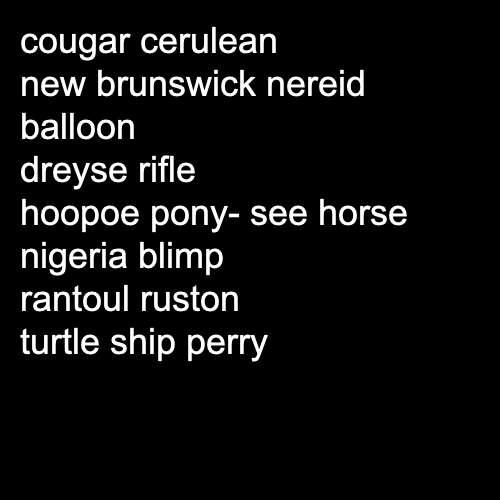 cougar cerulean
new brunswick nereid
balloon
dreyse rifle
hoopoe pony- see horse
nigeria blimp
rantoul ruston
turtle ship perry